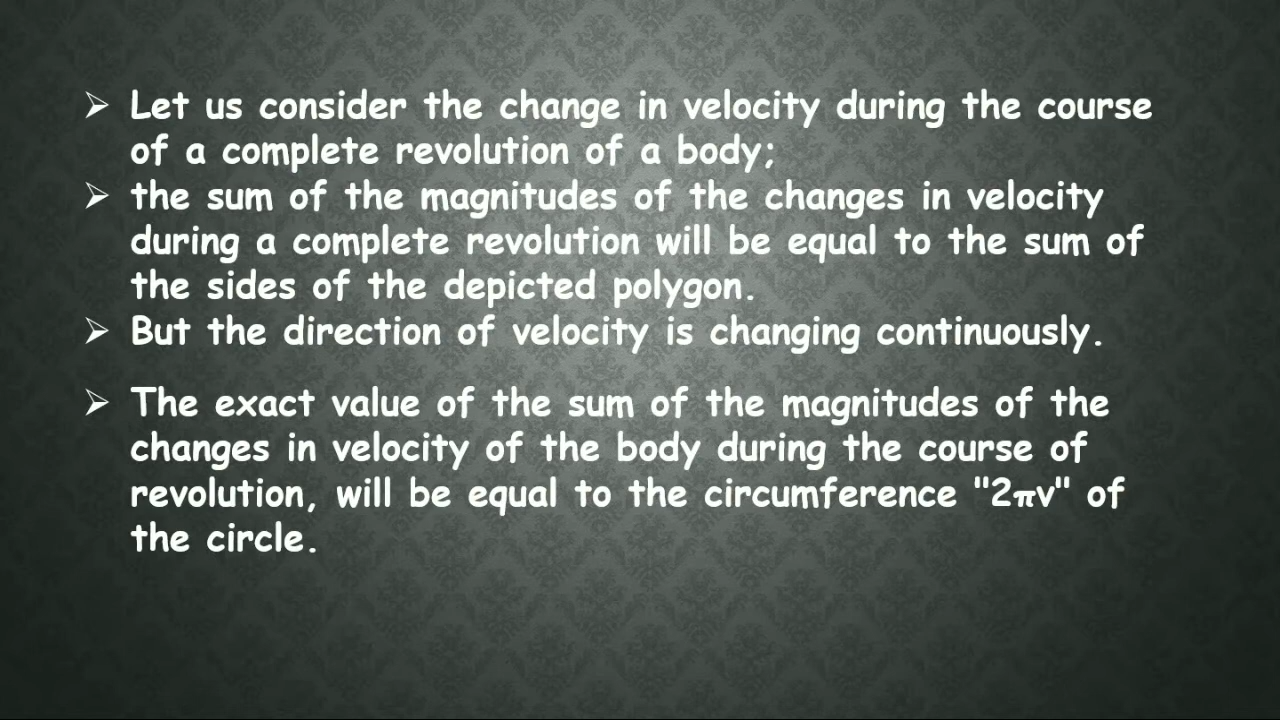 ➢ Let us consider the change in velocity during the course
of a complete revolution of a body;
➢ the sum of the magnitudes of the changes in velocity
during a complete revolution will be equal to the sum of
the sides of the depicted polygon.
➢ But the direction of velocity is changing continuously.
➢ The exact value of the sum of the magnitudes of the
changes in velocity of the body during the course of
revolution, will be equal to the circumference "2πv" of
the circle.